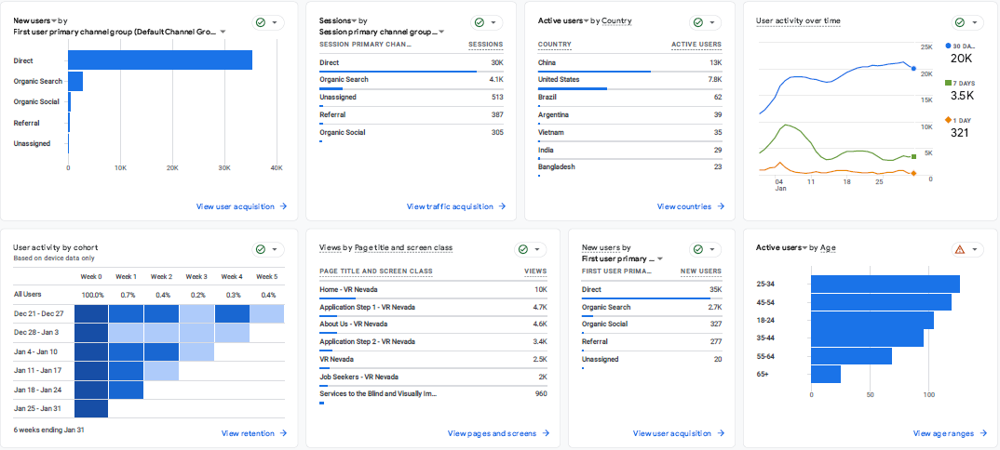 New users by
First user primary channel group (Default Channel Gro...
Direct
Organic Search
Organic Social
Referral
Unassigned
0 10K 20K 30K 40K
View user acquisition
Sessions by
Session primary channel group...
SESSION PRIMARY CHAN... SESSIONS
Direct 30K
Organic Search 4.1K
Unassigned 513
Referral 387
Organic Social 305
View traffic acquisition
Active users by Country
COUNTRY ACTIVE USERS
China 13K
United States 7.8K
Brazil 62
Argentina 39
Vietnam 35
India 29
Bangladesh 23
View countries
User activity over time
25K
20K
15K
10K
5K
0
04 11 18 25
Jan
30 DA...
20K
7 DAYS
3.5K
1 DAY
321
User activity by cohort
Based on device data only
Week 0 Week 1 Week 2 Week 3 Week 4 Week 5
All Users 100.0% 0.7% 0.4% 0.2% 0.3% 0.4%
Dec 21 - Dec 27
Dec 28 - Jan 3
Jan 4 - Jan 10
Jan 11 - Jan 17
Jan 18 - Jan 24
Jan 25 - Jan 31
6 weeks ending Jan 31
View retention
Views by Page title and screen class
PAGE TITLE AND SCREEN CLASS VIEWS
Home - VR Nevada 10K
Application Step 1 - VR Nevada 4.7K
About Us - VR Nevada 4.6K
Application Step 2 - VR Nevada 3.4K
VR Nevada 2.5K
Job Seekers - VR Nevada 2K
Services to the Blind and Visually Im... 960
View pages and screens
New users by
First user primary ...
FIRST USER PRIMA... NEW USERS
Direct 35K
Organic Search 2.7K
Organic Social 327
Referral 277
Unassigned 20
View user acquisition
Active users by Age
25-34
45-54
18-24
35-44
55-64
65+
0 50 100
View age ranges